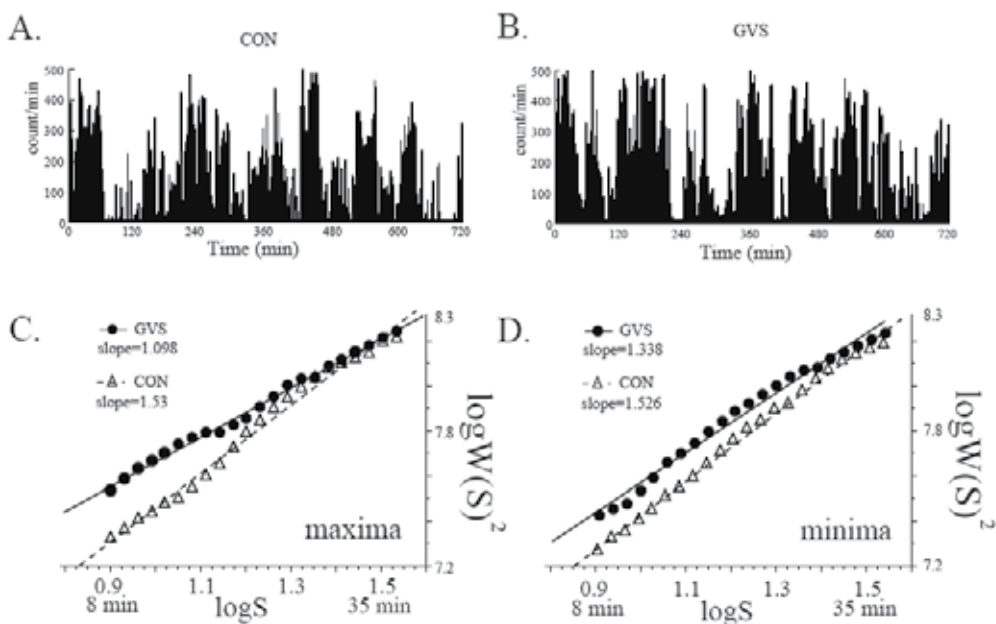 A.
CON
count/min
500
400
300
200
100
0
0 120 240 360 480 600 720
Time (min)
B.
GVS
count/min
500
400
300
200
100
0
0 120 240 360 480 600 720
Time (min)
C.
GVS
slope=1.098
CON
slope=1.53
maxima
8.3
7.8
7.2
logW(S)²
0.9 1.1 1.3 1.5
8 min logS 35 min
D.
GVS
slope=1.338
CON
slope=1.526
minima
8.3
7.8
7.2
logW(S)²
0.9 1.1 1.3 1.5
8 min logS 35 min